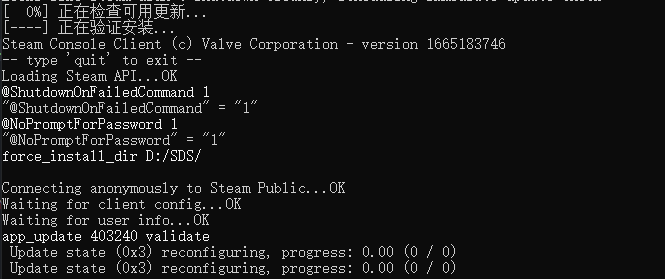 [  0%] 正在检查可用更新...
[----] 正在验证安装...
Steam Console Client (c) Valve Corporation - version 1665183746
-- type 'quit' to exit --
Loading Steam API...OK
@ShutdownOnFailedCommand 1
"@ShutdownOnFailedCommand" = "1"
@NoPromptForPassword 1
"@NoPromptForPassword" = "1"
force_install_dir D:/SDS/
Connecting anonymously to Steam Public...OK
Waiting for client config...OK
Waiting for user info...OK
app_update 403240 validate
 Update state (0x3) reconfiguring, progress: 0.00 (0 / 0)
 Update state (0x3) reconfiguring, progress: 0.00 (0 / 0)